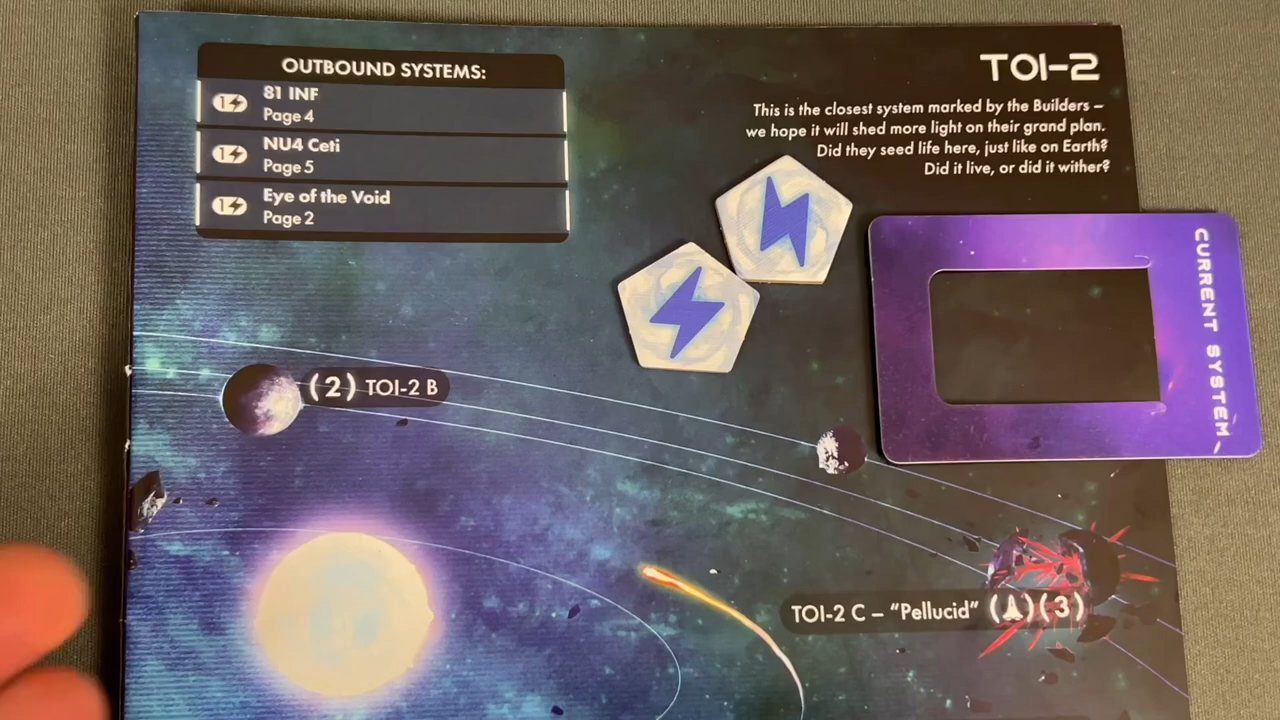 OUTBOUND SYSTEMS:
1 81 INF
Page 4
1 NU4 Ceti
Page 5
1 Eye of the Void
Page 2
TOI-2
This is the closest system marked by the Builders –
we hope it will shed more light on their grand plan.
Did they seed life here, just like on Earth?
Did it live, or did it wither?
CURRENT SYSTEM
(2) TOI-2 B
TOI-2 C – “Pellucid” ( ) (3)